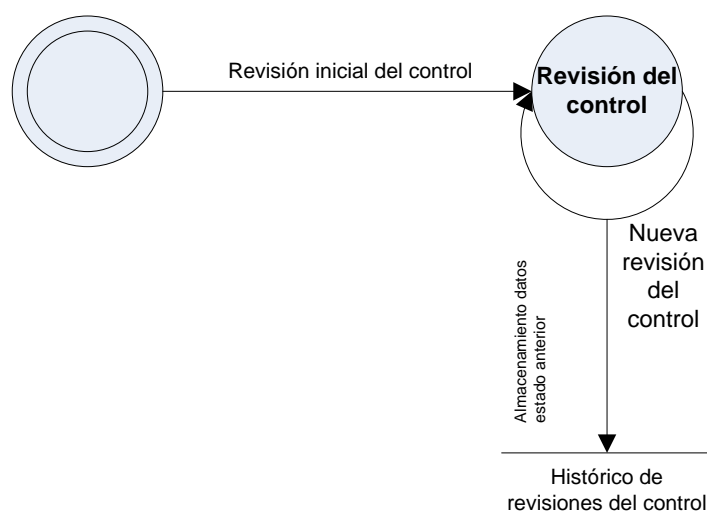 Revisión inicial del control
Revisión del
control
Nueva
revisión
del
control
Almacenamiento datos
estado anterior
Histórico de
revisiones del control